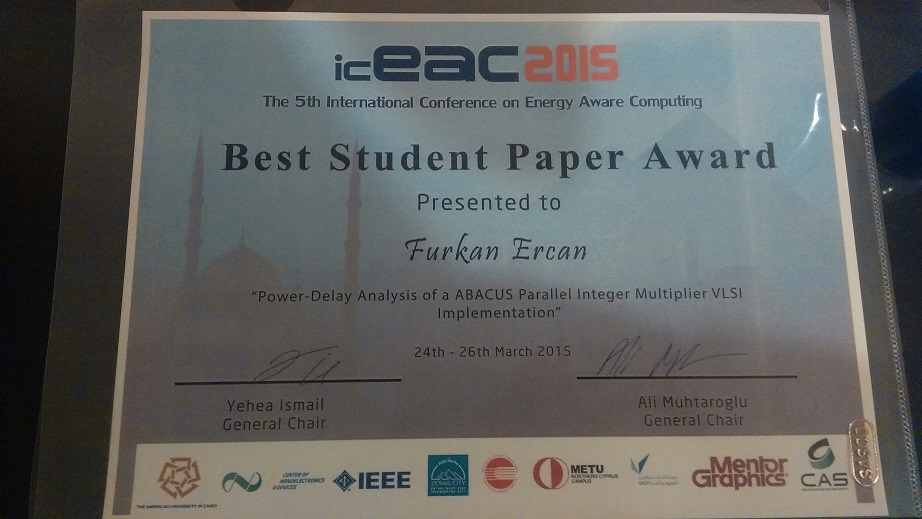 iceac2015
The 5th International Conference on Energy Aware Computing
Best Student Paper Award
Presented to
Furkan Ercan
"Power-Delay Analysis of a ABACUS Parallel Integer Multiplier VLSI
Implementation"
24th - 26th March 2015
Yehea Ismail
General Chair
Ali Muhtaroglu
General Chair
THE AMERICAN UNIVERSITY IN CAIRO
CENTER OF
NANOELECTRONICS
& DEVICES
IEEE
ZEWAIL CITY
METU
NORTHERN CYPRUS
CAMPUS
Mentor
Graphics
CAS